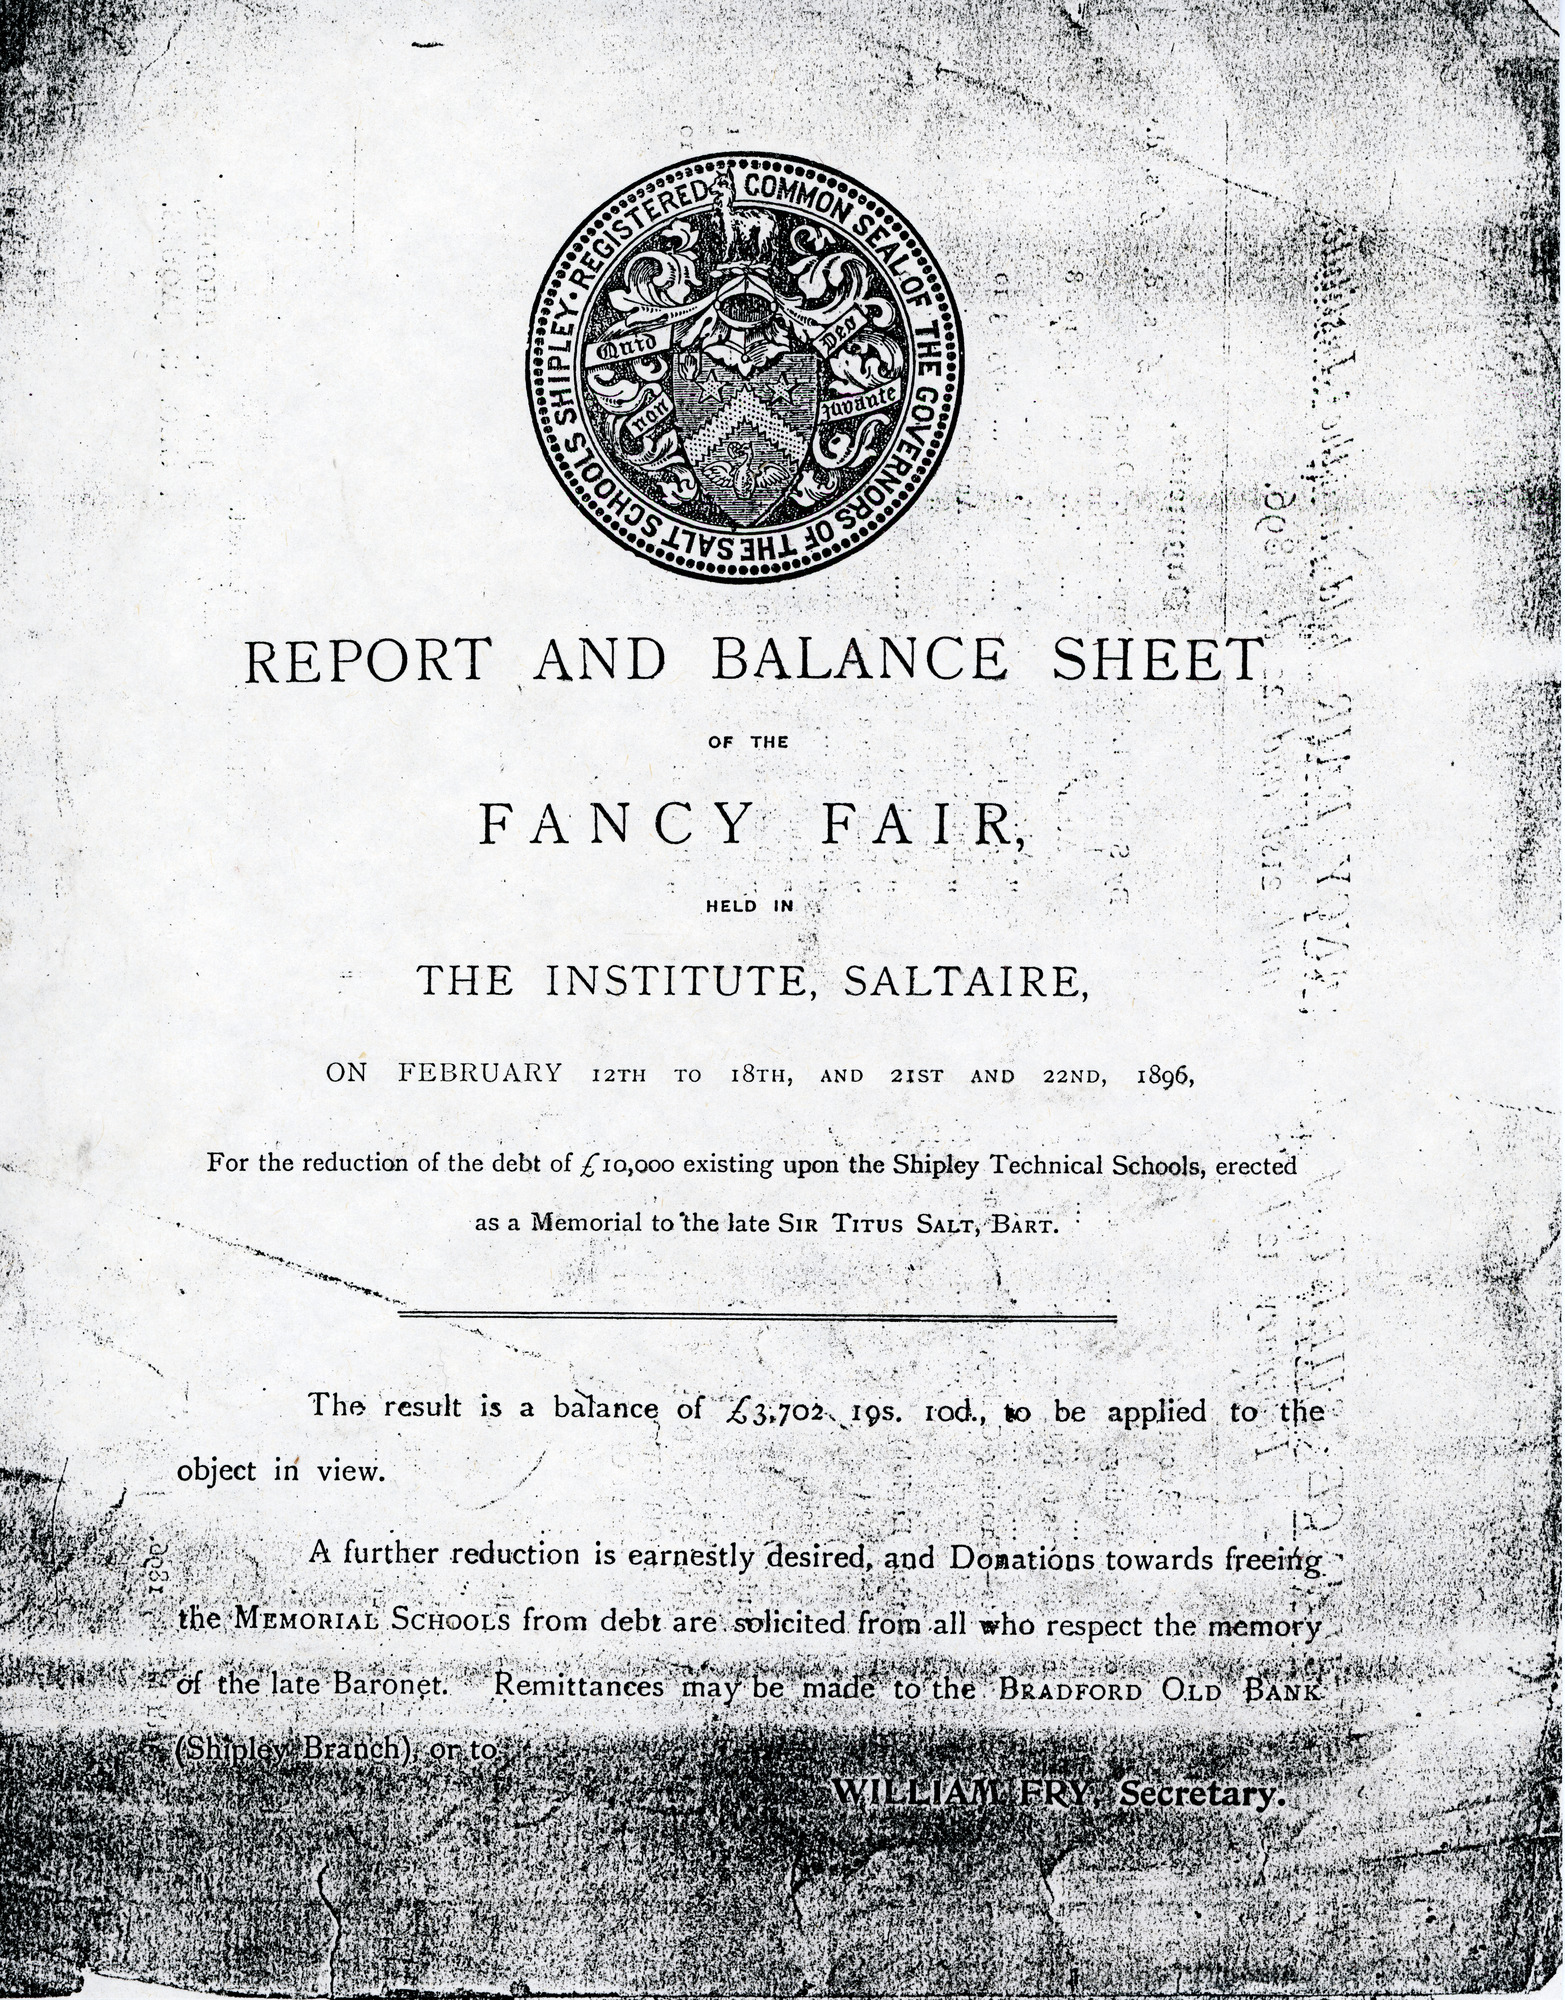 REGISTERED COMMON SEAL OF THE GOVERNORS OF THE SALT SCHOOLS SHIPLEY ·
Quid
Deo
non
juvante
REPORT AND BALANCE SHEET
OF THE
FANCY FAIR,
HELD IN
THE INSTITUTE, SALTAIRE,
ON FEBRUARY 12TH TO 18TH, AND 21ST AND 22ND, 1896,
For the reduction of the debt of £10,000 existing upon the Shipley Technical Schools, erected
as a Memorial to the late SIR TITUS SALT, BART.
The result is a balance of £3,702 19s. 10d., to be applied to the
object in view.
A further reduction is earnestly desired, and Donations towards freeing
the MEMORIAL SCHOOLS from debt are solicited from all who respect the memory
of the late Baronet. Remittances may be made to the BRADFORD OLD BANK
(Shipley Branch), or to
WILLIAM FRY, Secretary.